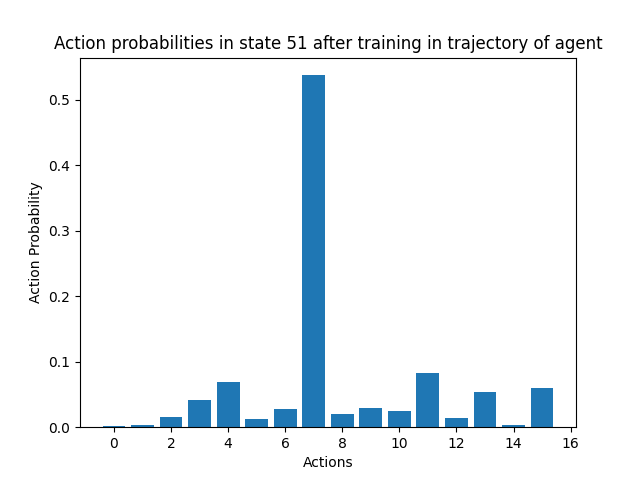 Action probabilities in state 51 after training in trajectory of agent
0.5
0.4
0.3
0.2
0.1
0.0
Action Probability
0 2 4 6 8 10 12 14 16
Actions